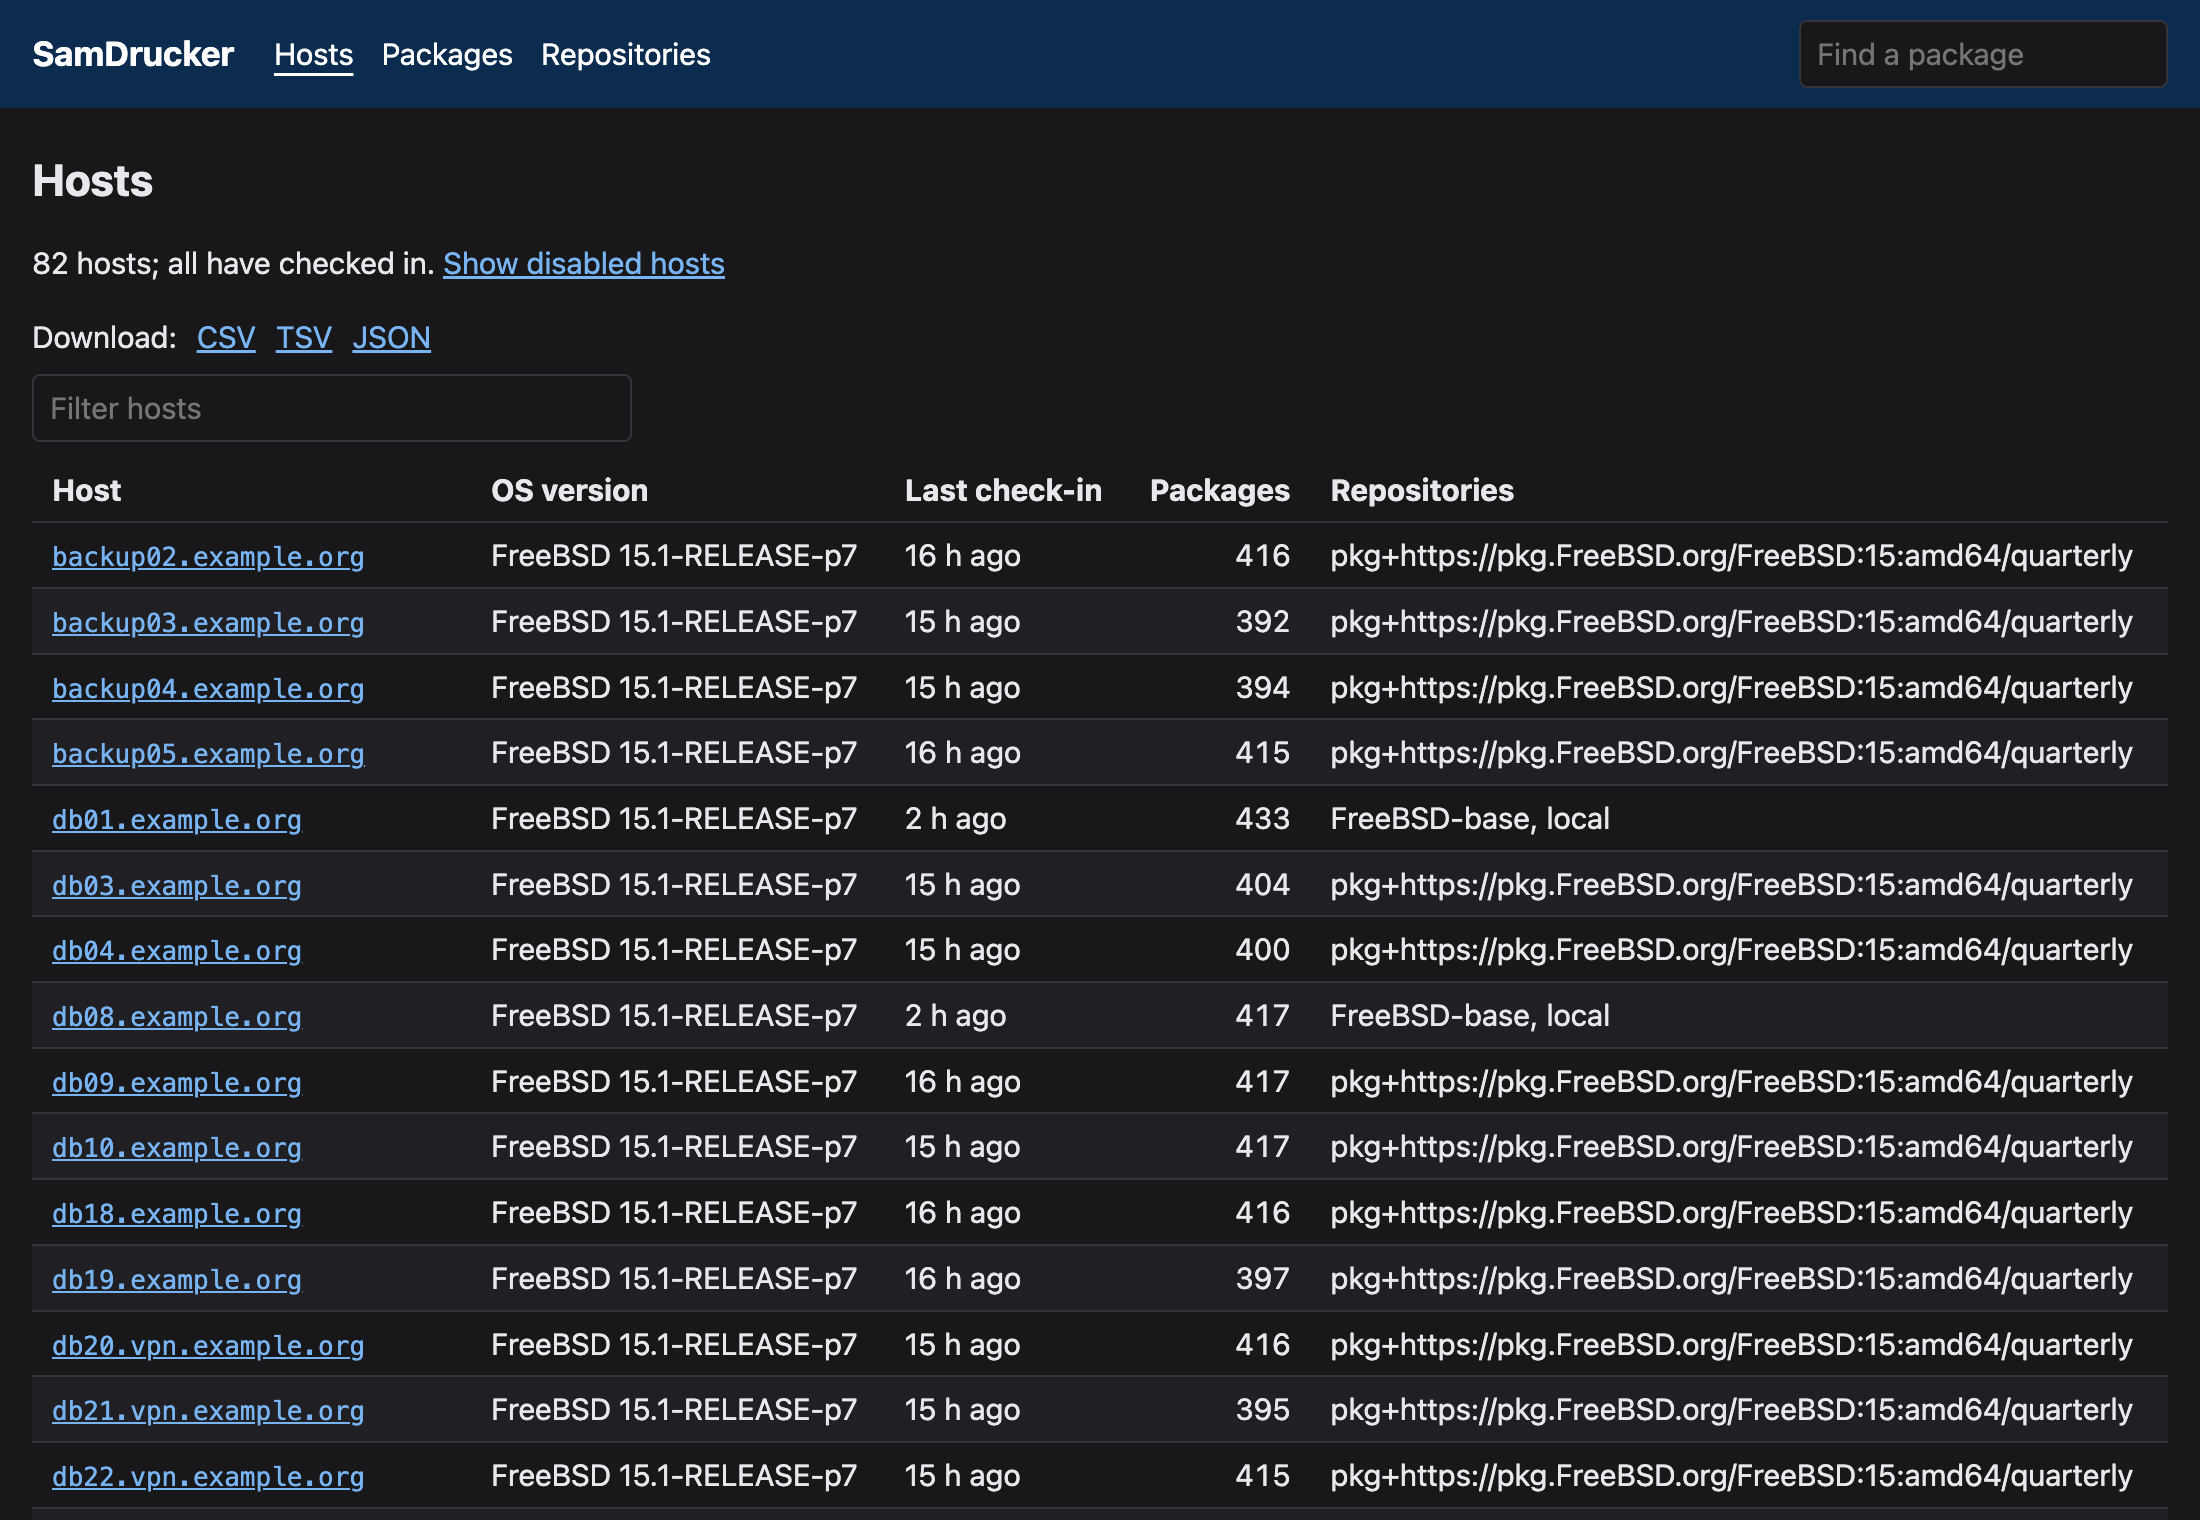 SamDrucker Hosts Packages Repositories Find a package
Hosts
82 hosts; all have checked in. Show disabled hosts
Download: CSV TSV JSON
Filter hosts
Host OS version Last check-in Packages Repositories
backup02.example.org FreeBSD 15.1-RELEASE-p7 16 h ago 416 pkg+https://pkg.FreeBSD.org/FreeBSD:15:amd64/quarterly
backup03.example.org FreeBSD 15.1-RELEASE-p7 15 h ago 392 pkg+https://pkg.FreeBSD.org/FreeBSD:15:amd64/quarterly
backup04.example.org FreeBSD 15.1-RELEASE-p7 15 h ago 394 pkg+https://pkg.FreeBSD.org/FreeBSD:15:amd64/quarterly
backup05.example.org FreeBSD 15.1-RELEASE-p7 16 h ago 415 pkg+https://pkg.FreeBSD.org/FreeBSD:15:amd64/quarterly
db01.example.org FreeBSD 15.1-RELEASE-p7 2 h ago 433 FreeBSD-base, local
db03.example.org FreeBSD 15.1-RELEASE-p7 15 h ago 404 pkg+https://pkg.FreeBSD.org/FreeBSD:15:amd64/quarterly
db04.example.org FreeBSD 15.1-RELEASE-p7 15 h ago 400 pkg+https://pkg.FreeBSD.org/FreeBSD:15:amd64/quarterly
db08.example.org FreeBSD 15.1-RELEASE-p7 2 h ago 417 FreeBSD-base, local
db09.example.org FreeBSD 15.1-RELEASE-p7 16 h ago 417 pkg+https://pkg.FreeBSD.org/FreeBSD:15:amd64/quarterly
db10.example.org FreeBSD 15.1-RELEASE-p7 15 h ago 417 pkg+https://pkg.FreeBSD.org/FreeBSD:15:amd64/quarterly
db18.example.org FreeBSD 15.1-RELEASE-p7 16 h ago 416 pkg+https://pkg.FreeBSD.org/FreeBSD:15:amd64/quarterly
db19.example.org FreeBSD 15.1-RELEASE-p7 16 h ago 397 pkg+https://pkg.FreeBSD.org/FreeBSD:15:amd64/quarterly
db20.vpn.example.org FreeBSD 15.1-RELEASE-p7 15 h ago 416 pkg+https://pkg.FreeBSD.org/FreeBSD:15:amd64/quarterly
db21.vpn.example.org FreeBSD 15.1-RELEASE-p7 15 h ago 395 pkg+https://pkg.FreeBSD.org/FreeBSD:15:amd64/quarterly
db22.vpn.example.org FreeBSD 15.1-RELEASE-p7 15 h ago 415 pkg+https://pkg.FreeBSD.org/FreeBSD:15:amd64/quarterly